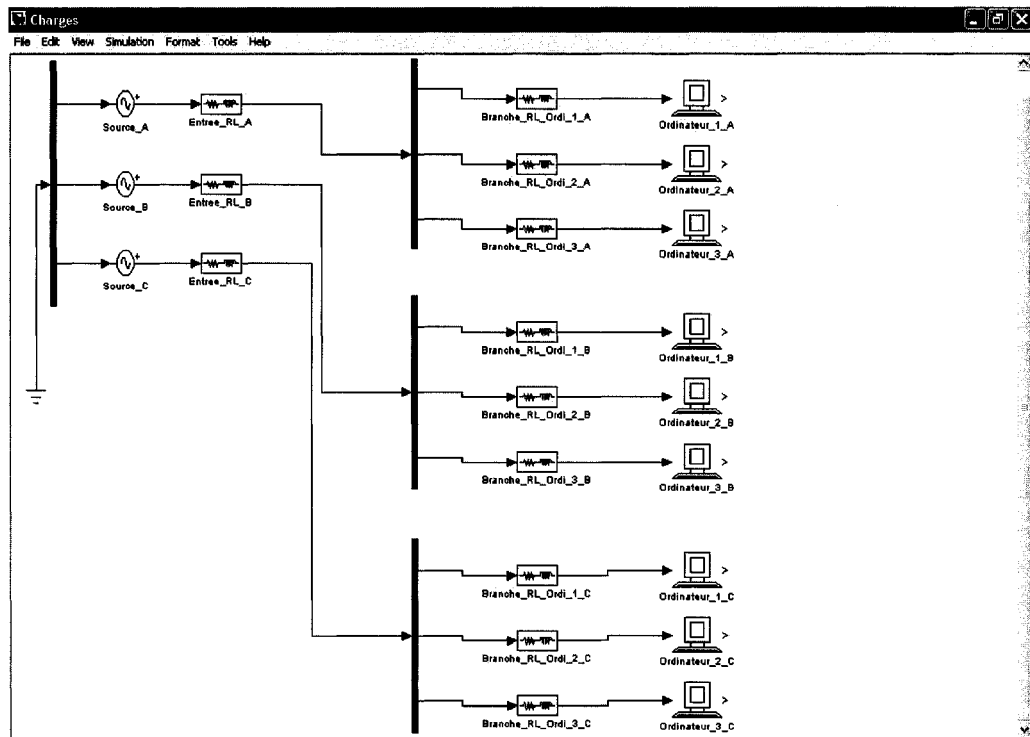 Charges
File Edit View Simulation Format Tools Help
Source_A
Entree_RL_A
Source_B
Entree_RL_B
Source_C
Entree_RL_C
Branche_RL_Ordi_1_A
Ordinateur_1_A
Branche_RL_Ordi_2_A
Ordinateur_2_A
Branche_RL_Ordi_3_A
Ordinateur_3_A
Branche_RL_Ordi_1_B
Ordinateur_1_B
Branche_RL_Ordi_2_B
Ordinateur_2_B
Branche_RL_Ordi_3_B
Ordinateur_3_B
Branche_RL_Ordi_1_C
Ordinateur_1_C
Branche_RL_Ordi_2_C
Ordinateur_2_C
Branche_RL_Ordi_3_C
Ordinateur_3_C